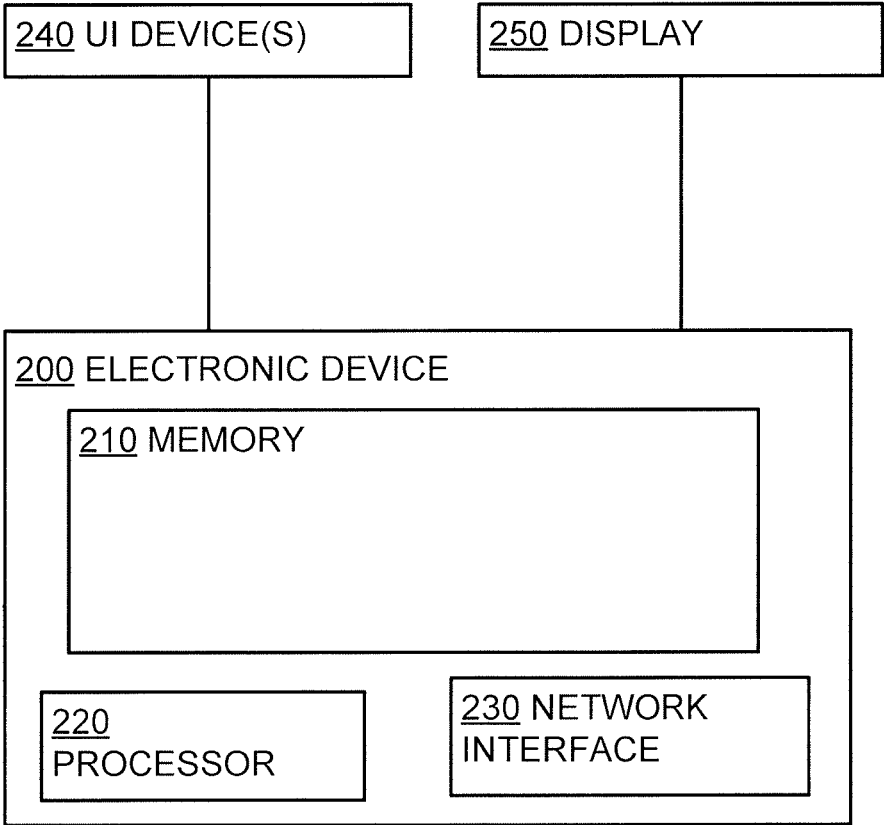 240 UI DEVICE(S)
250 DISPLAY
200 ELECTRONIC DEVICE
210 MEMORY
220
PROCESSOR
230 NETWORK
INTERFACE